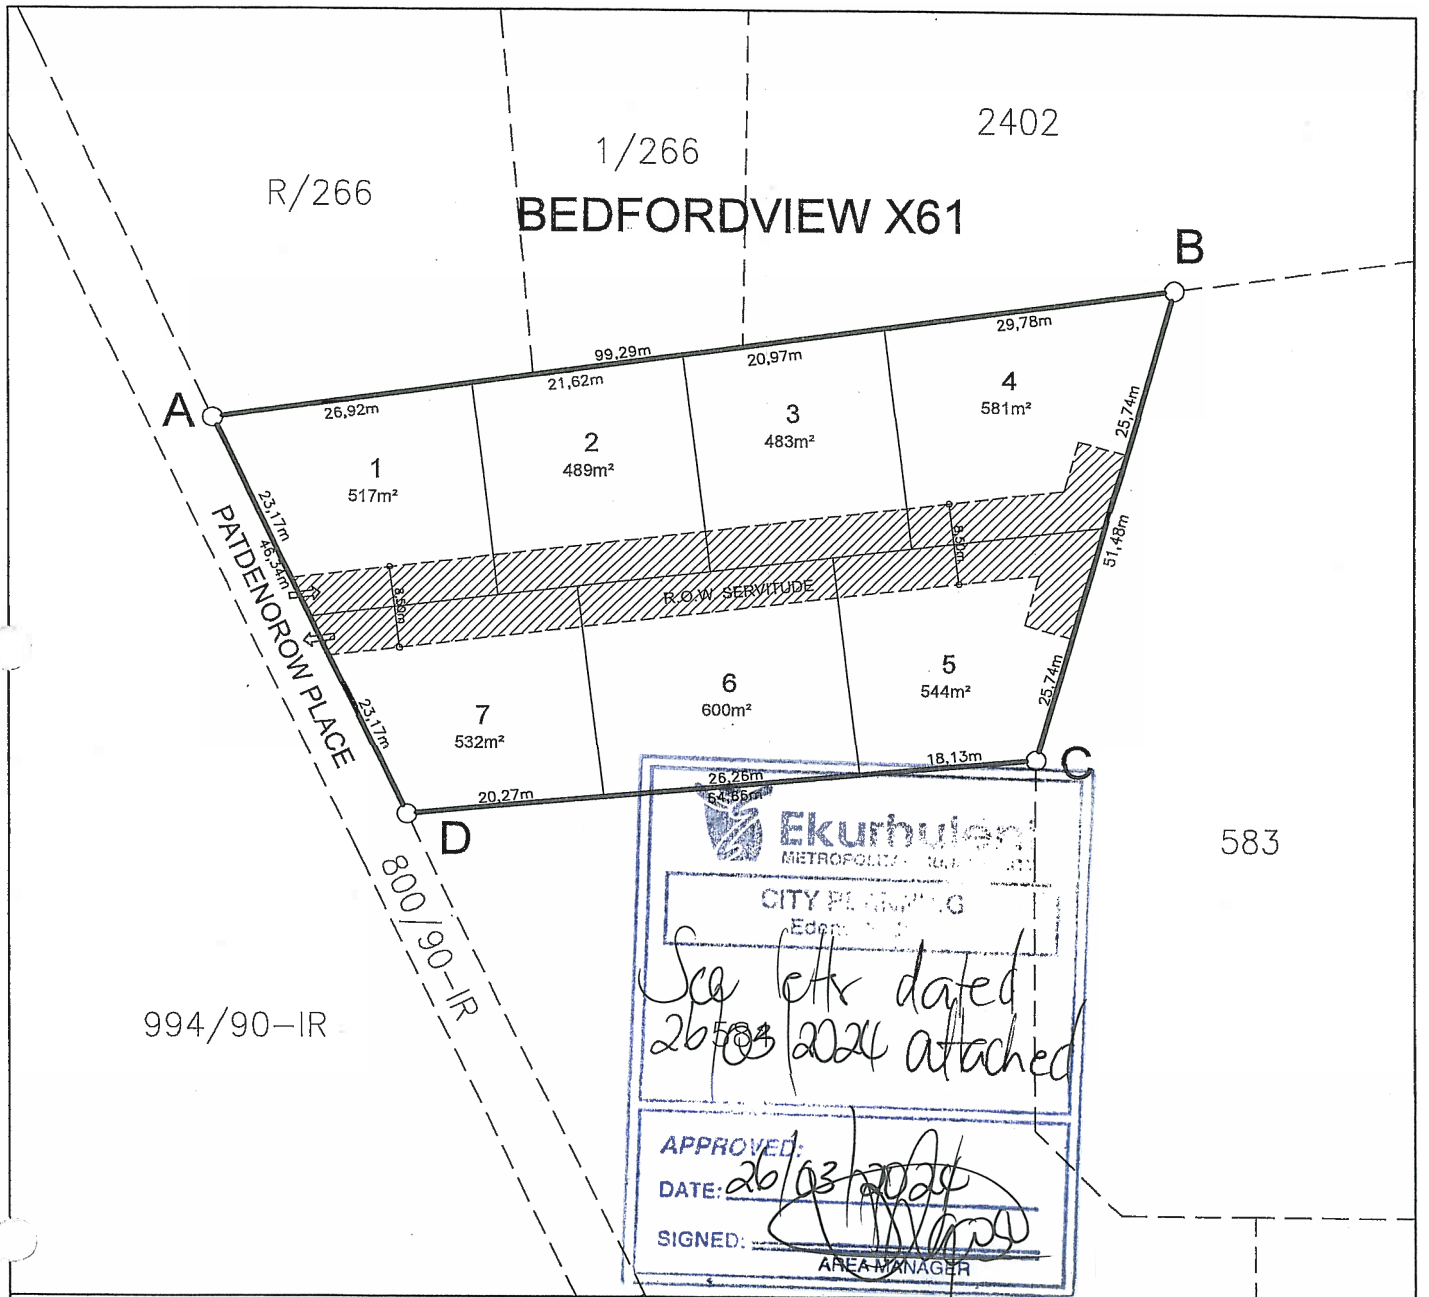 2402
1/266
R/266
BEDFORDVIEW X61
B
29,78m
99,29m
20,97m
21,62m
26,92m
A
4
581m²
25,74m
3
483m²
2
489m²
1
517m²
23,17m
46,34m
51,48m
8,50m
8,50m
R.O.W SERVITUDE
PATDENOROW PLACE
5
544m²
25,74m
6
600m²
7
532m²
23,17m
18,13m
C
26,26m
64,66m
20,27m
D
583
800/90-IR
994/90-IR
584
CITY
See letter dated
26/03/2024 attached
APPROVED:
DATE: 26/03/2024
SIGNED:
AREA MANAGER